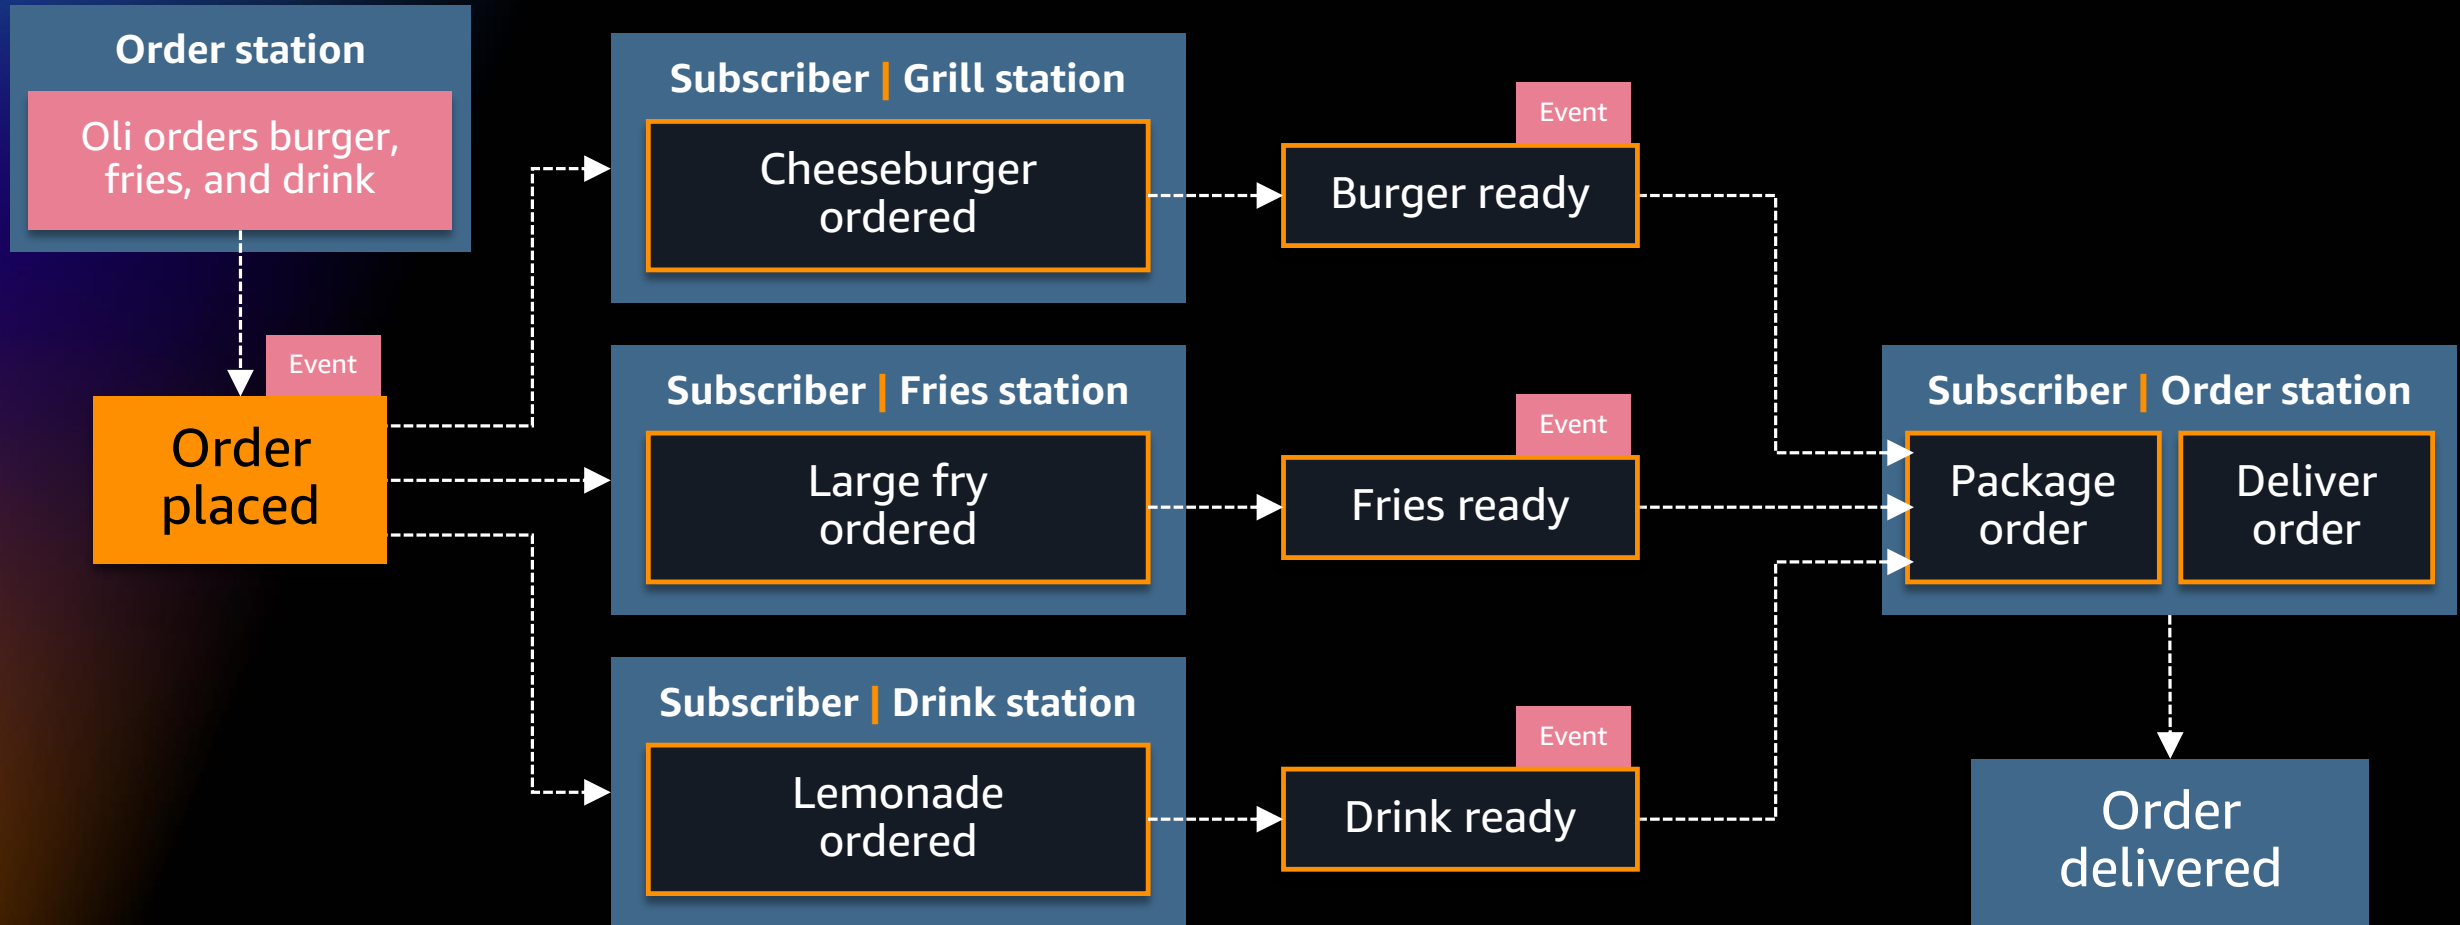 Order station
Oli orders burger,
fries, and drink
Event
Order
placed
Subscriber | Grill station
Cheeseburger
ordered
Event
Burger ready
Subscriber | Fries station
Large fry
ordered
Event
Fries ready
Subscriber | Drink station
Lemonade
ordered
Event
Drink ready
Subscriber | Order station
Package
order
Deliver
order
Order
delivered